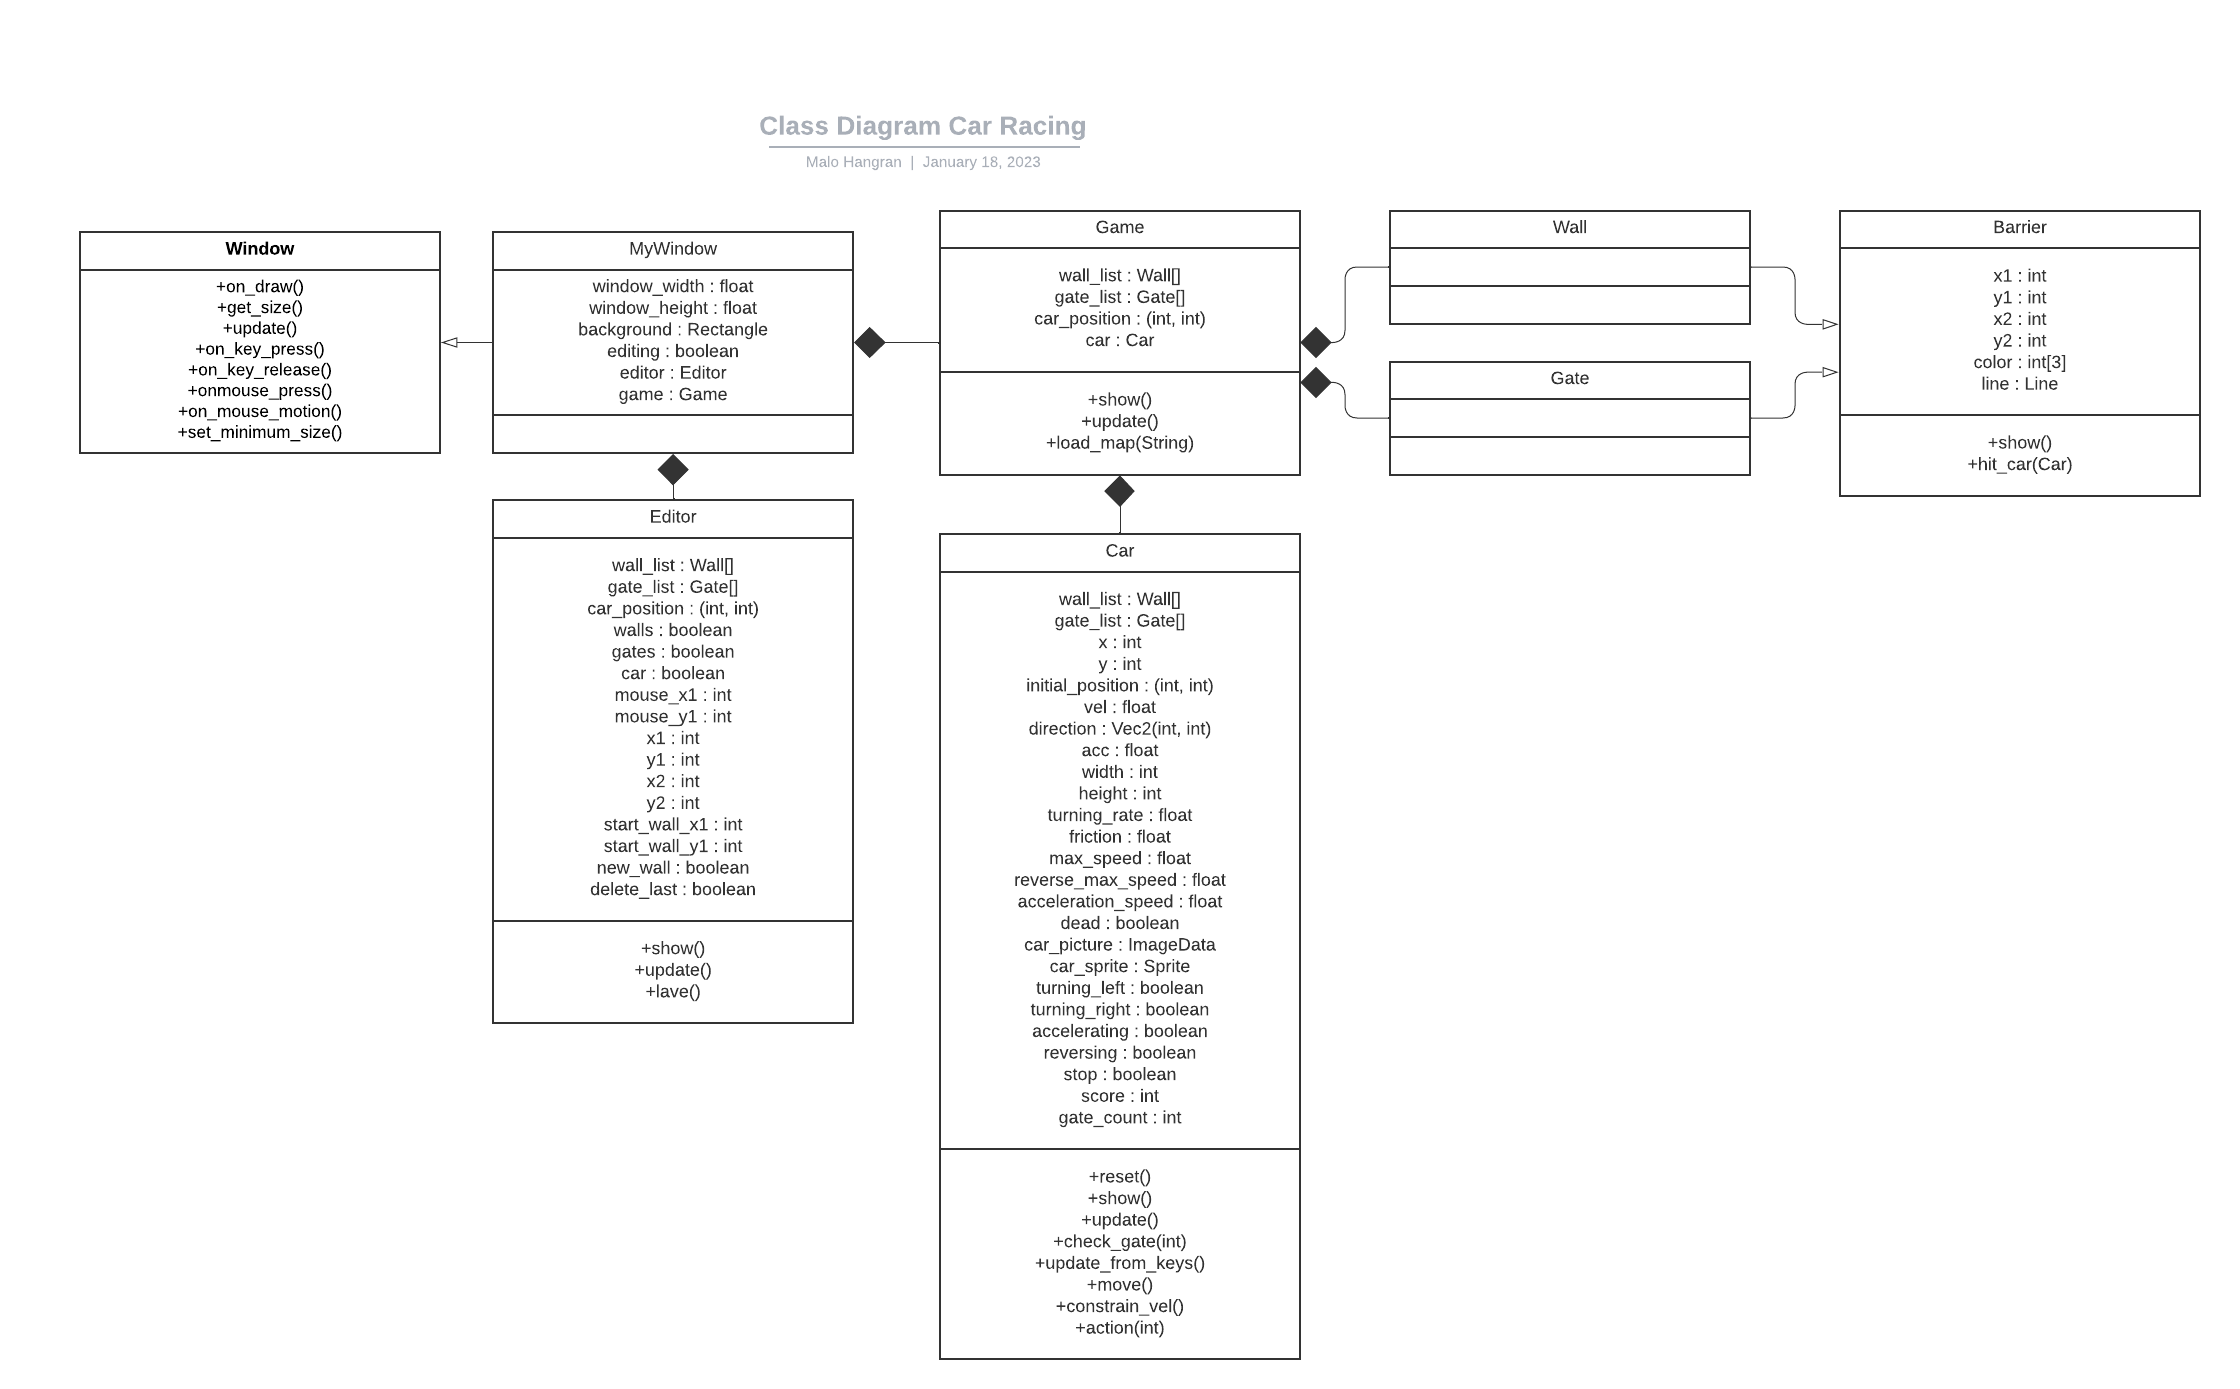 Class Diagram Car Racing
Malo Hangran | January 18, 2023
Window
+on_draw()
+get_size()
+update()
+on_key_press()
+on_key_release()
+onmouse_press()
+on_mouse_motion()
+set_minimum_size()
MyWindow
window_width : float
window_height : float
background : Rectangle
editing : boolean
editor : Editor
game : Game
Editor
wall_list : Wall[]
gate_list : Gate[]
car_position : (int, int)
walls : boolean
gates : boolean
car : boolean
mouse_x1 : int
mouse_y1 : int
x1 : int
y1 : int
x2 : int
y2 : int
start_wall_x1 : int
start_wall_y1 : int
new_wall : boolean
delete_last : boolean
+show()
+update()
+lave()
Game
wall_list : Wall[]
gate_list : Gate[]
car_position : (int, int)
car : Car
+show()
+update()
+load_map(String)
Car
wall_list : Wall[]
gate_list : Gate[]
x : int
y : int
initial_position : (int, int)
vel : float
direction : Vec2(int, int)
acc : float
width : int
height : int
turning_rate : float
friction : float
max_speed : float
reverse_max_speed : float
acceleration_speed : float
dead : boolean
car_picture : ImageData
car_sprite : Sprite
turning_left : boolean
turning_right : boolean
accelerating : boolean
reversing : boolean
stop : boolean
score : int
gate_count : int
+reset()
+show()
+update()
+check_gate(int)
+update_from_keys()
+move()
+constrain_vel()
+action(int)
Wall
Gate
Barrier
x1 : int
y1 : int
x2 : int
y2 : int
color : int[3]
line : Line
+show()
+hit_car(Car)